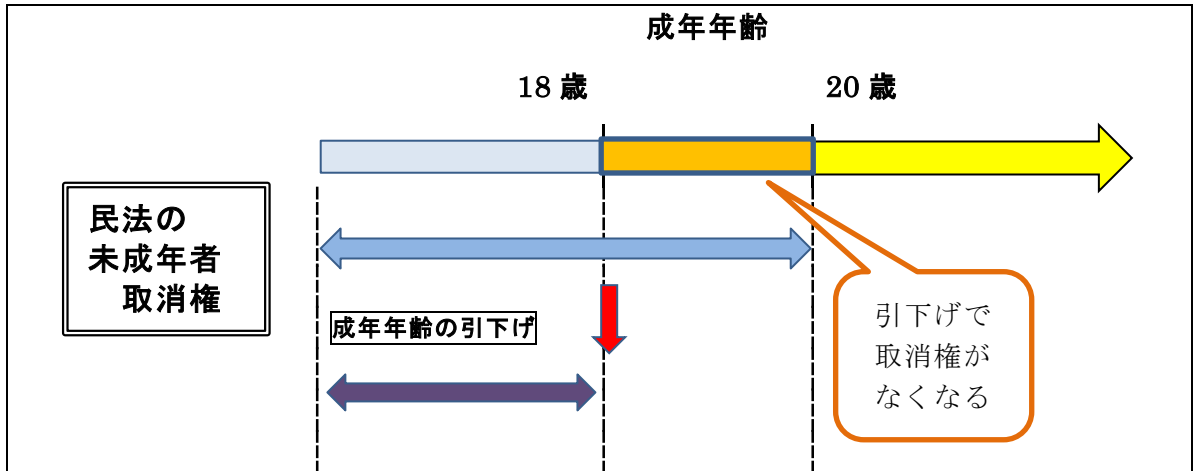 成年年齢
18 歳
20 歳
民法の
未成年者
取消権
成年年齢の引下げ
引下げで
取消権が
なくなる